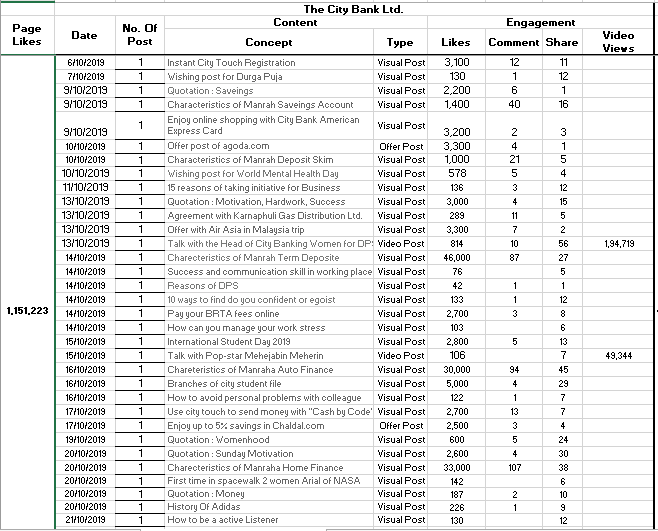 The City Bank Ltd.
Page Likes Date No. Of Post Content Engagement
Concept Type Likes Comment Share Video Views
6/10/2019 1 Instant City Touch Registration Visual Post 3,100 12 11
7/10/2019 1 Wishing post for Durga Puja Visual Post 130 1 12
9/10/2019 1 Quotation : Saveings Visual Post 2,200 6 1
9/10/2019 1 Characteristics of Manrah Saveings Account Visual Post 1,400 40 16
9/10/2019 1 Enjoy online shopping with City Bank American Express Card Visual Post 3,200 2 3
10/10/2019 1 Offer post of agoda.com Offer Post 3,300 4 1
10/10/2019 1 Characteristics of Manrah Deposit Skim Visual Post 1,000 21 5
10/10/2019 1 Wishing post for World Mental Health Day Visual Post 578 5 4
11/10/2019 1 15 reasons of taking initiative for Business Visual Post 136 3 12
13/10/2019 1 Quotation : Motivation, Hardwork, Success Visual Post 3,000 4 15
13/10/2019 1 Agreement with Karnaphuli Gas Distribution Ltd. Visual Post 289 11 5
13/10/2019 1 Offer with Air Asia in Malaysia trip Visual Post 3,300 7 2
13/10/2019 1 Talk with the Head of City Banking Women for DPS Video Post 814 10 56 1,94,719
14/10/2019 1 Charecteristics of Manrah Term Deposite Visual Post 46,000 87 27
14/10/2019 1 Success and communication skill in working place Visual Post 76 5
14/10/2019 1 Reasons of DPS Visual Post 42 1 1
14/10/2019 1 10 ways to find do you confident or egoist Visual Post 133 1 12
1,151,223 14/10/2019 1 Pay your BRTA fees online Visual Post 2,700 3 8
14/10/2019 1 How can you manage your work stress Visual Post 103 6
15/10/2019 1 International Student Day 2019 Visual Post 2,800 5 13
15/10/2019 1 Talk with Pop-star Mehejabin Meherin Video Post 106 7 49,344
16/10/2019 1 Chareteristics of Manraha Auto Finance Visual Post 30,000 94 45
16/10/2019 1 Branches of city student file Visual Post 5,000 4 29
16/10/2019 1 How to avoid personal problems with colleague Visual Post 122 1 7
17/10/2019 1 Use city touch to send money with "Cash by Code" Visual Post 2,700 13 7
17/10/2019 1 Enjoy up to 5% savings in Chaldal.com Offer Post 2,500 3 4
19/10/2019 1 Quotation : Womenhood Visual Post 600 5 24
20/10/2019 1 Quotation : Sunday Motivation Visual Post 2,600 4 30
20/10/2019 1 Charecteristics of Manraha Home Finance Visual Post 33,000 107 38
20/10/2019 1 First time in spacewalk 2 women Arial of NASA Visual Post 142 6
20/10/2019 1 Quotation : Money Visual Post 187 2 10
20/10/2019 1 History Of Adidas Visual Post 226 1 9
21/10/2019 1 How to be a active Listener Visual Post 130 12